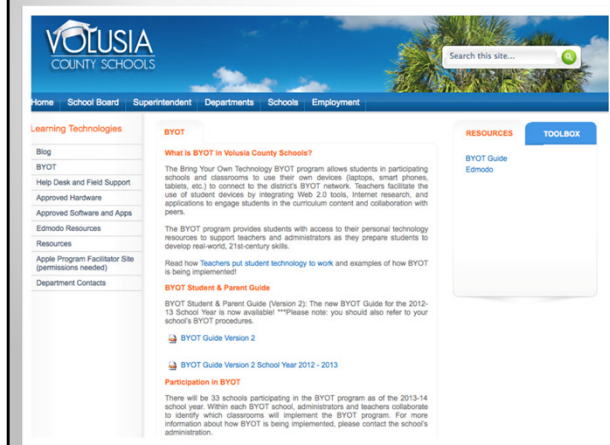 VOLUSIA
COUNTY SCHOOLS
Search this site...
Home School Board Superintendent Departments Schools Employment
Learning Technologies
Blog
BYOT
Help Desk and Field Support
Approved Hardware
Approved Software and Apps
Edmodo Resources
Resources
Apple Program Facilitator Site
(permissions needed)
Department Contacts
BYOT
What is BYOT in Volusia County Schools?
The Bring Your Own Technology BYOT program allows students in participating
schools and classrooms to use their own devices (laptops, smart phones,
tablets, etc.) to connect to the district's BYOT network. Teachers facilitate the
use of student devices by integrating Web 2.0 tools, Internet research, and
applications to engage students in the curriculum content and collaboration with
peers.
The BYOT program provides students with access to their personal technology
resources to support teachers and administrators as they prepare students to
develop real-world, 21st-century skills.
Read how Teachers put student technology to work and examples of how BYOT
is being implemented!
BYOT Student & Parent Guide
BYOT Student & Parent Guide (Version 2): The new BYOT Guide for the 2012-
13 School Year is now available! ***Please note: you should also refer to your
school's BYOT procedures.
BYOT Guide Version 2
BYOT Guide Version 2 School Year 2012 - 2013
Participation in BYOT
There will be 33 schools participating in the BYOT program as of the 2013-14
school year. Within each BYOT school, administrators and teachers collaborate
to identify which classrooms will implement the BYOT program. For more
information about how BYOT is being implemented, please contact the school's
administration.
RESOURCES TOOLBOX
BYOT Guide
Edmodo